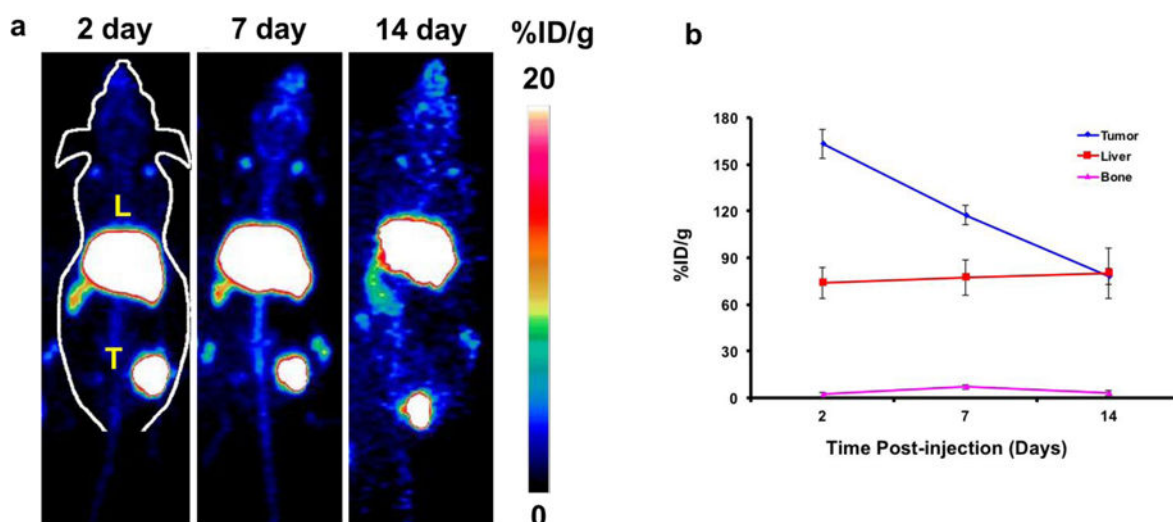 a
2 day 7 day 14 day %ID/g
20
0
L
T
b
%ID/g
180
150
120
90
60
30
0
2 7 14
Time Post-injection (Days)
Tumor
Liver
Bone